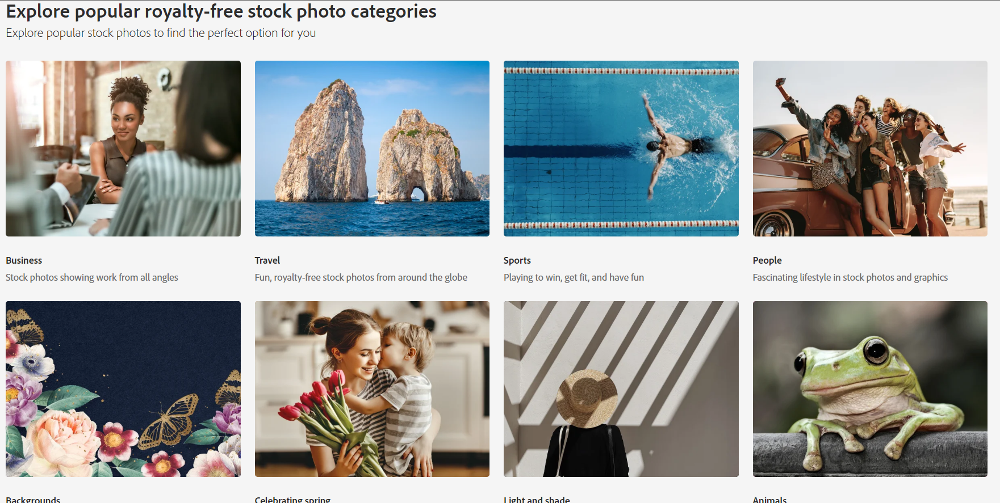 Explore popular royalty-free stock photo categories
Explore popular stock photos to find the perfect option for you
Business
Travel
Sports
People
Stock photos showing work from all angles
Fun, royalty-free stock photos from around the globe
Playing to win, get fit, and have fun
Fascinating lifestyle in stock photos and graphics
Backgrounds
Celebrating spring
Light and shade
Animals